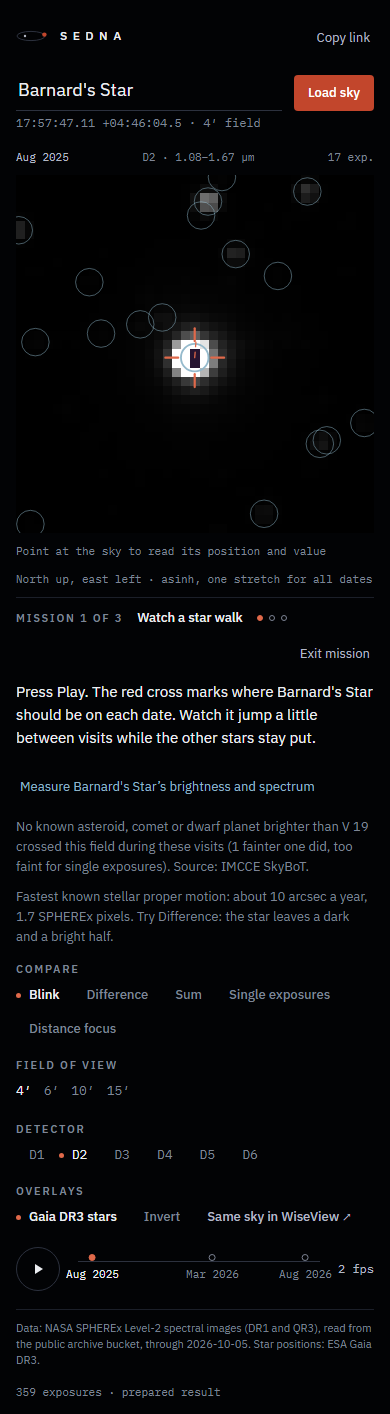 SEDNA
Copy link
Barnard's Star
Load sky
17:57:47.11 +04:46:04.5 · 4′ field
Aug 2025
D2 · 1.08–1.67 µm
17 exp.
Point at the sky to read its position and value
North up, east left · asinh, one stretch for all dates
MISSION 1 OF 3
Watch a star walk
Exit mission
Press Play. The red cross marks where Barnard's Star
should be on each date. Watch it jump a little
between visits while the other stars stay put.
Measure Barnard's Star’s brightness and spectrum
No known asteroid, comet or dwarf planet brighter than V 19
crossed this field during these visits (1 fainter one did, too
faint for single exposures). Source: IMCCE SkyBoT.
Fastest known stellar proper motion: about 10 arcsec a year,
1.7 SPHEREx pixels. Try Difference: the star leaves a dark
and a bright half.
COMPARE
Blink
Difference
Sum
Single exposures
Distance focus
FIELD OF VIEW
4′ 6′ 10′ 15′
DETECTOR
D1 D2 D3 D4 D5 D6
OVERLAYS
Gaia DR3 stars
Invert
Same sky in WiseView ↗
Aug 2025
Mar 2026
Aug 2026
2 fps
Data: NASA SPHEREx Level-2 spectral images (DR1 and QR3), read from
the public archive bucket, through 2026-10-05. Star positions: ESA Gaia
DR3.
359 exposures · prepared result